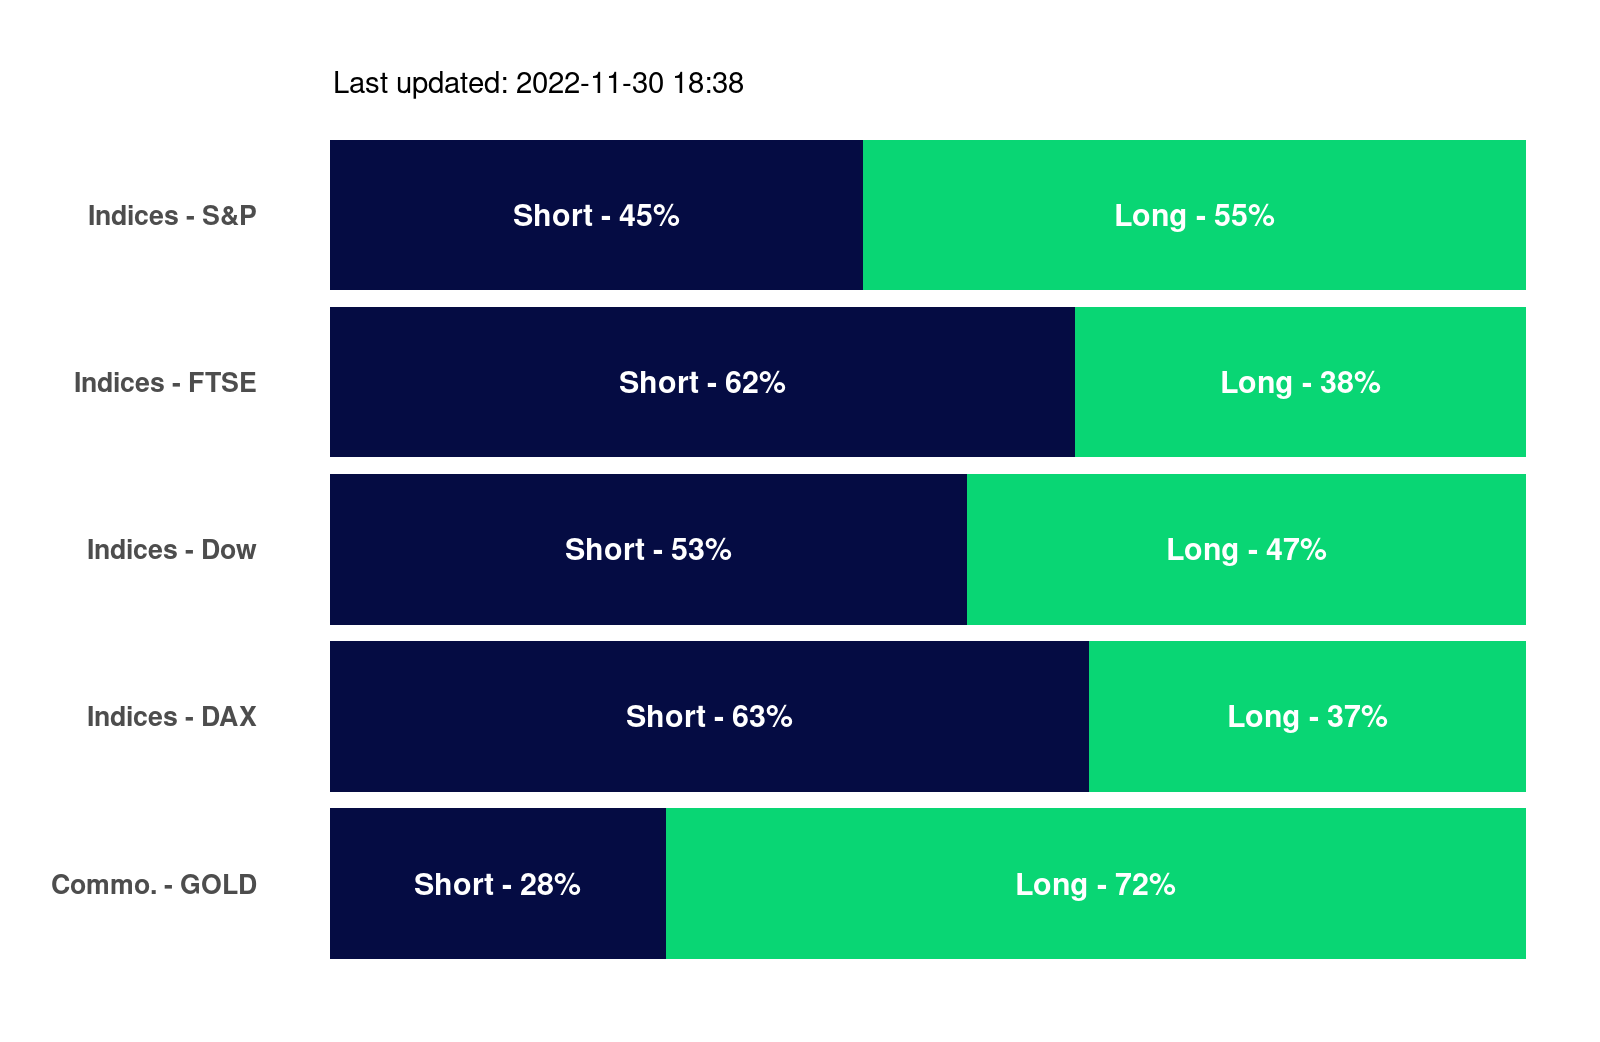 Last updated: 2022-11-30 18:38
Indices - S&P Short - 45% Long - 55%
Indices - FTSE Short - 62% Long - 38%
Indices - Dow Short - 53% Long - 47%
Indices - DAX Short - 63% Long - 37%
Commo. - GOLD Short - 28% Long - 72%